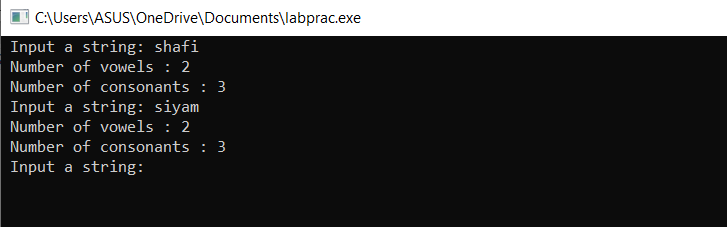 C:\Users\ASUS\OneDrive\Documents\labprac.exe
Input a string: shafi
Number of vowels : 2
Number of consonants : 3
Input a string: siyam
Number of vowels : 2
Number of consonants : 3
Input a string: